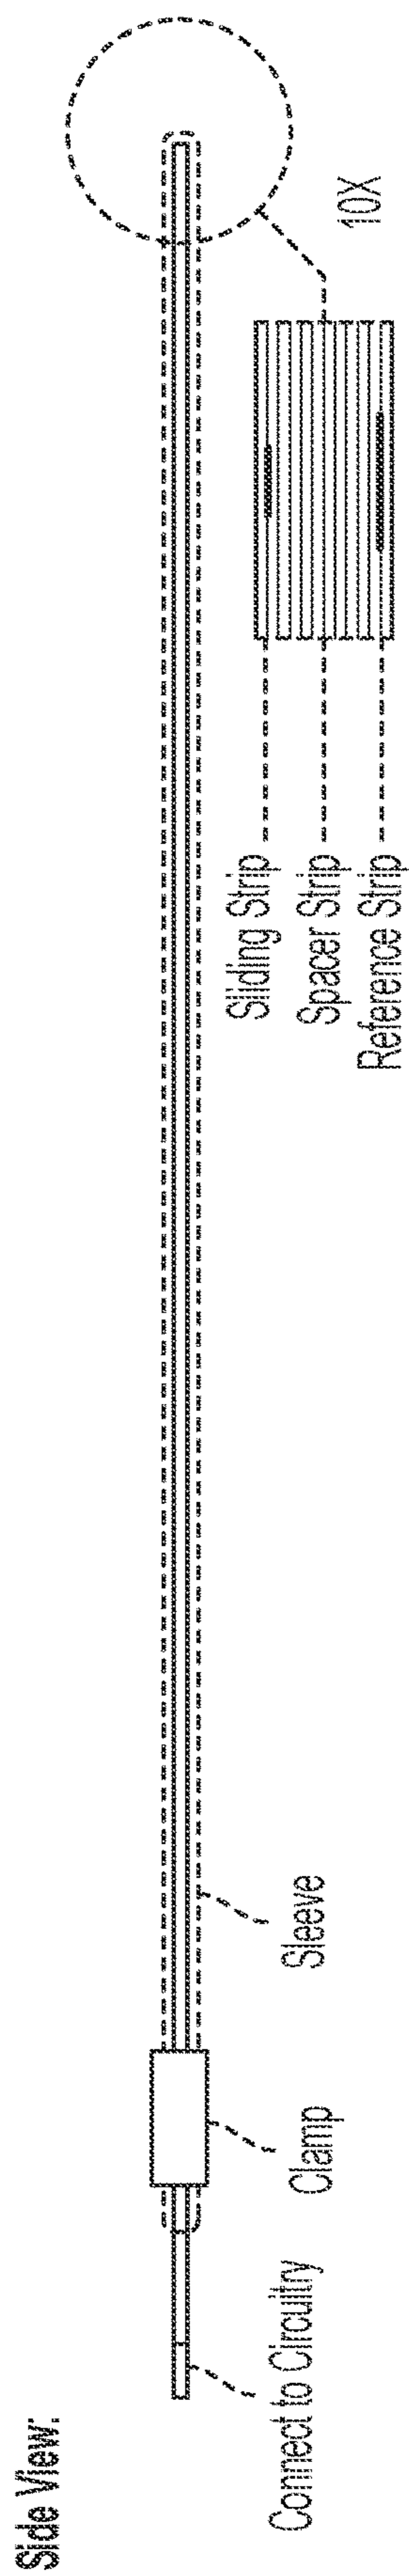 Side View:
10X
Sliding Strip
Spacer Strip
Reference Strip
Sleeve
Clamp
Connect to Circuitry